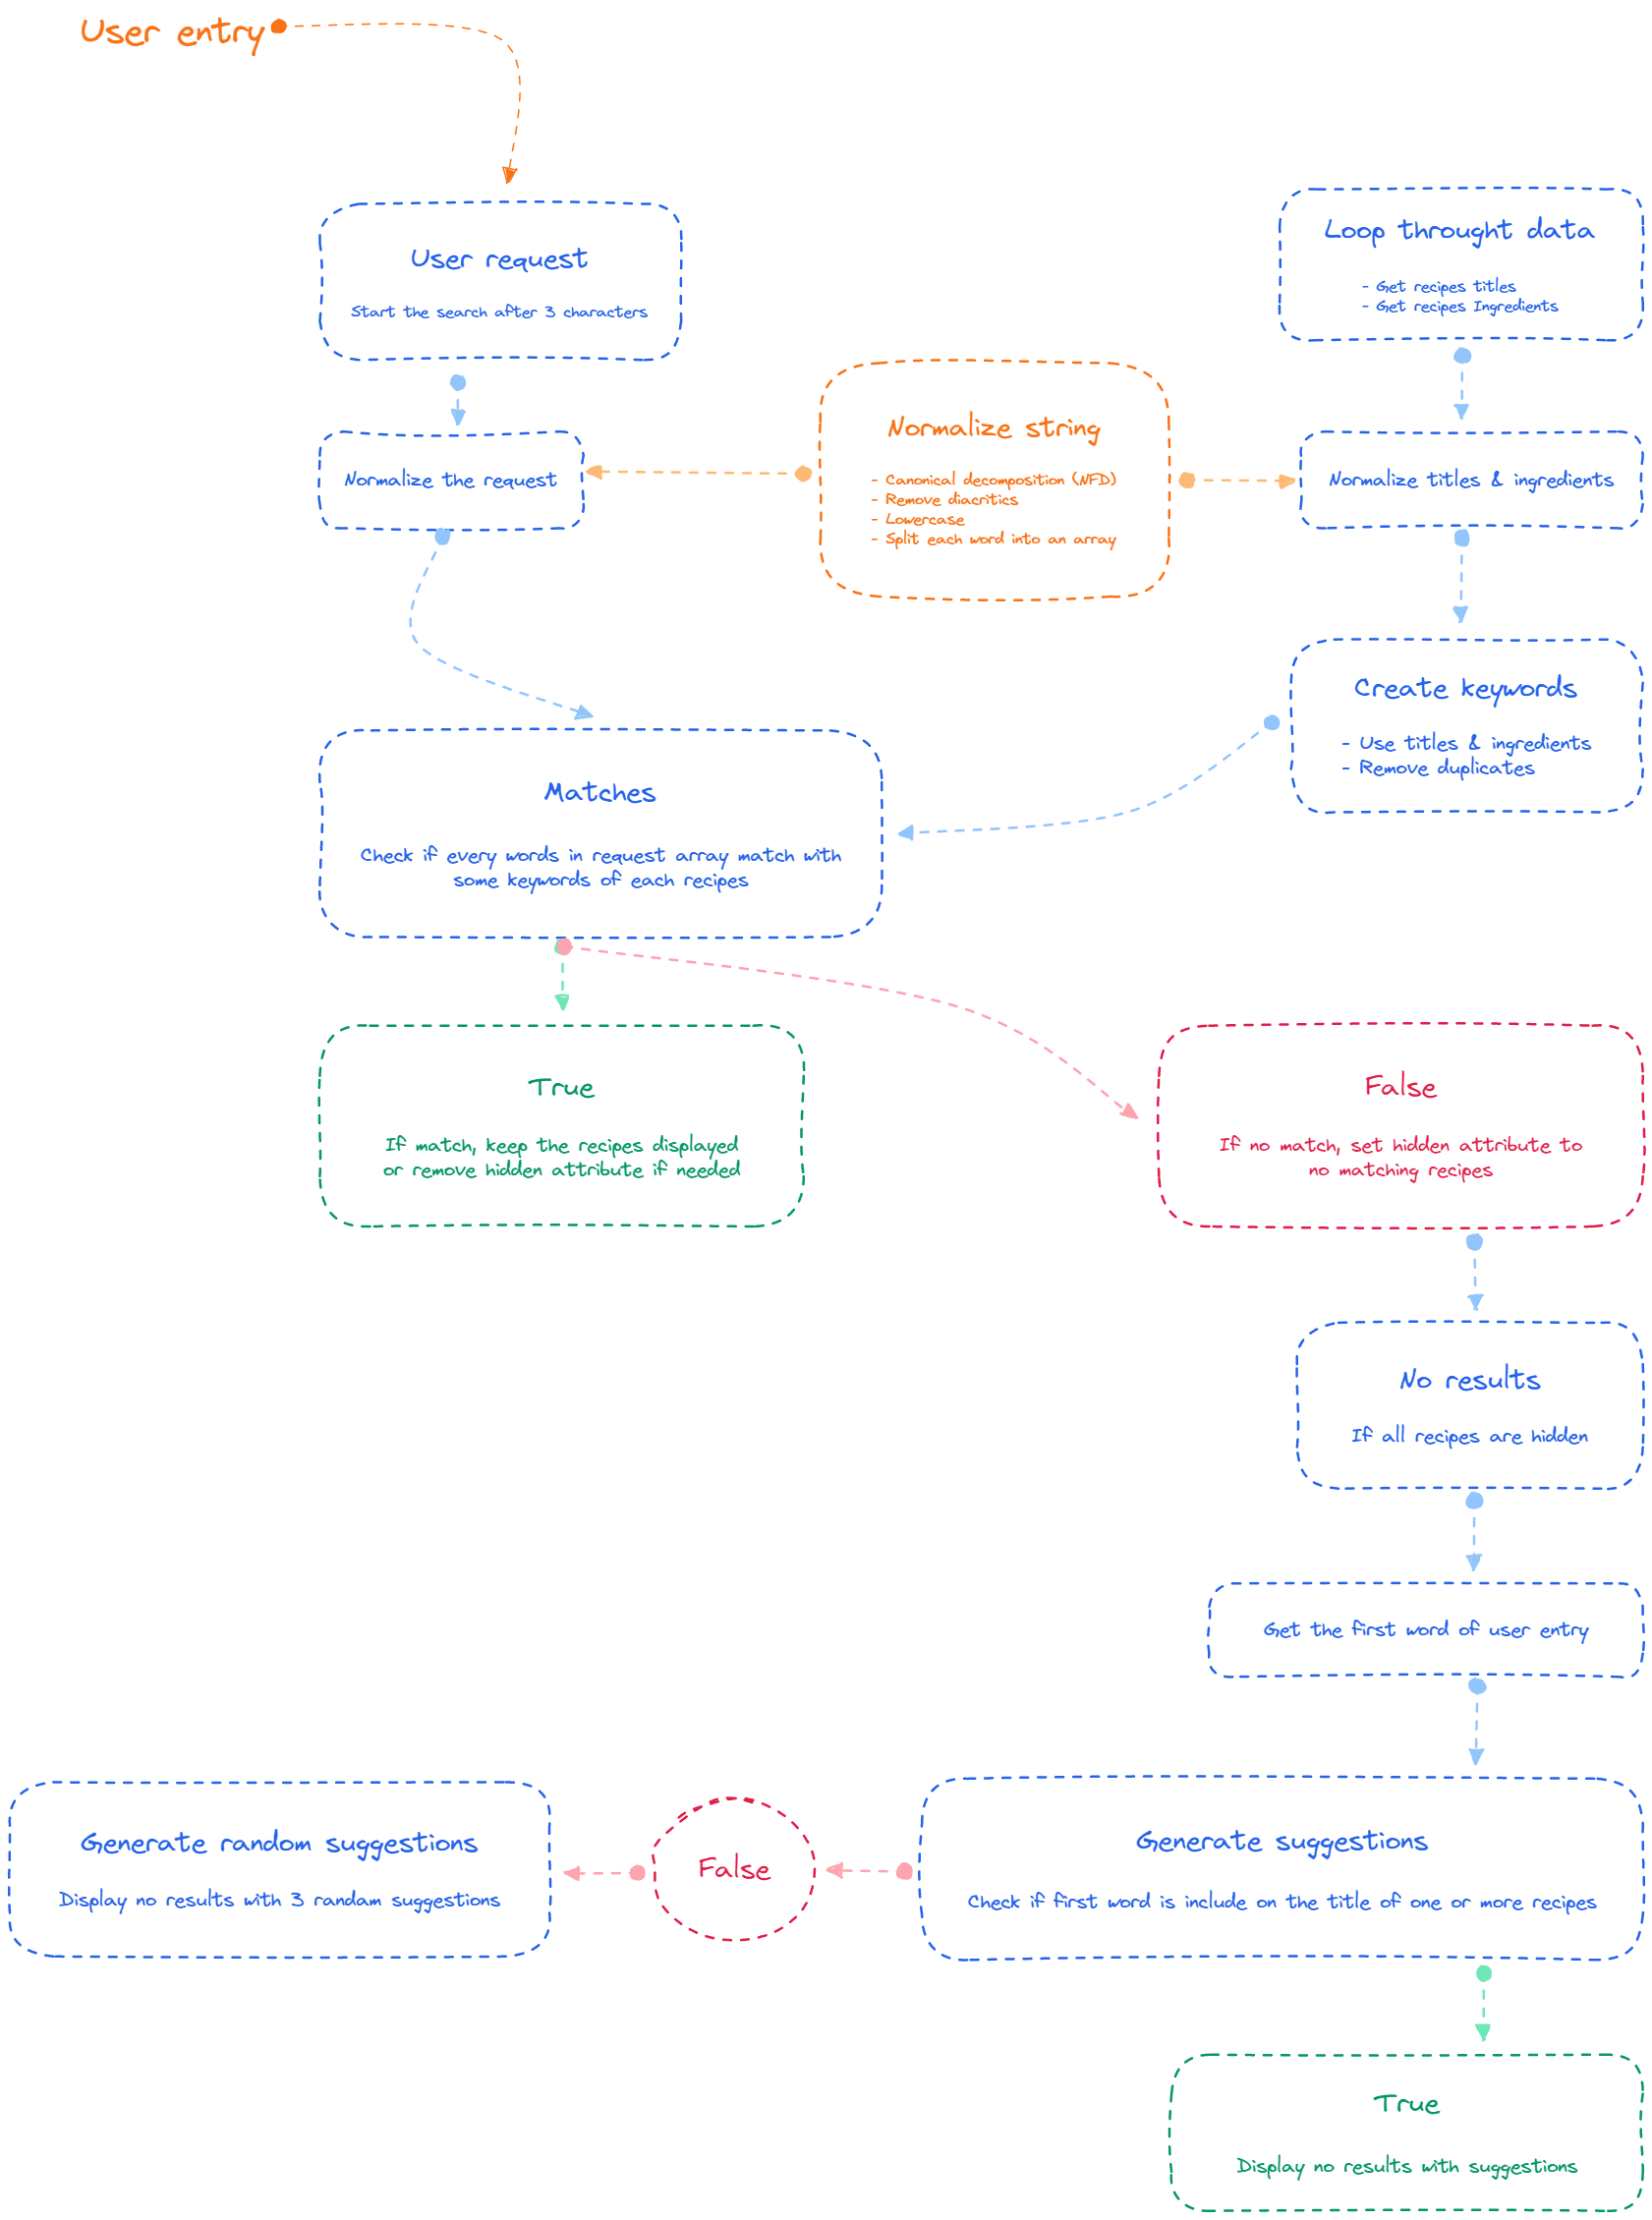 User entry
User request
Start the search after 3 characters
Loop throught data
- Get recipes titles
- Get recipes Ingredients
Normalize string
- Canonical decomposition (NFD)
- Remove diacritics
- Lowercase
- Split each word into an array
Normalize the request
Normalize titles & ingredients
Create keywords
- Use titles & ingredients
- Remove duplicates
Matches
Check if every words in request array match with
some keywords of each recipes
True
If match, keep the recipes displayed
or remove hidden attribute if needed
False
If no match, set hidden attribute to
no matching recipes
No results
If all recipes are hidden
Get the first word of user entry
Generate suggestions
Check if first word is include on the title of one or more recipes
False
Generate random suggestions
Display no results with 3 randam suggestions
True
Display no results with suggestions